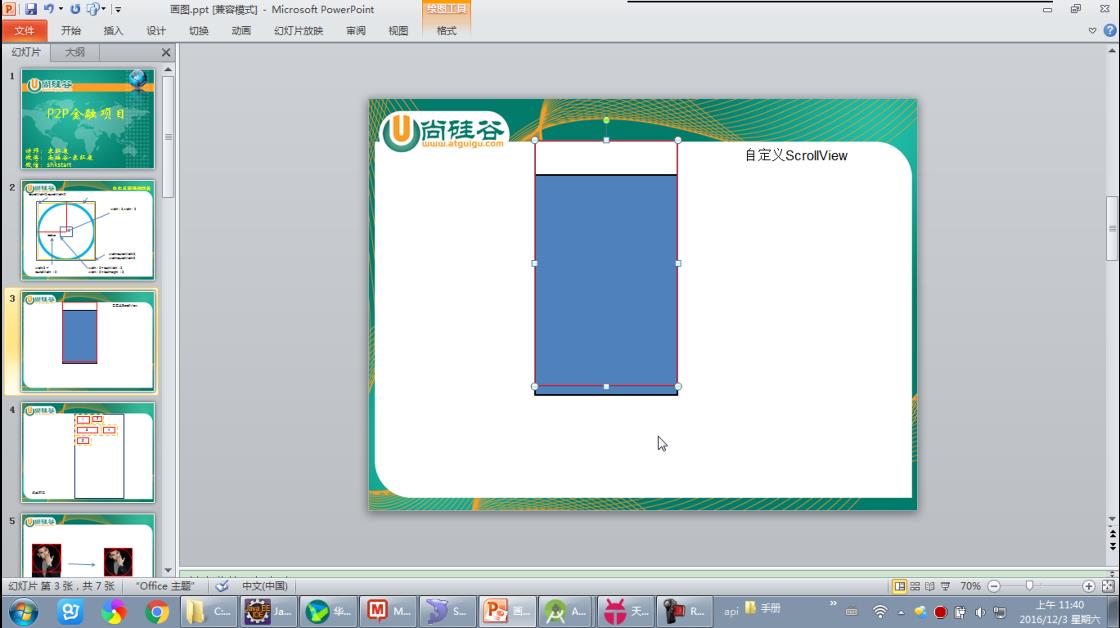 画图.ppt [兼容模式] - Microsoft PowerPoint
绘图工具
文件 开始 插入 设计 切换 动画 幻灯片放映 审阅 视图 格式
幻灯片 大纲
1
尚硅谷
P2P金融项目
2
3
4
5
尚硅谷
www.atguigu.com
自定义ScrollView
幻灯片 第 3 张，共 7 张 "Office 主题" 中文(中国) 70%
C... Ja... 华... M... S... 画... A... 天... R... api 手册 »
上午 11:40
2016/12/3 星期六